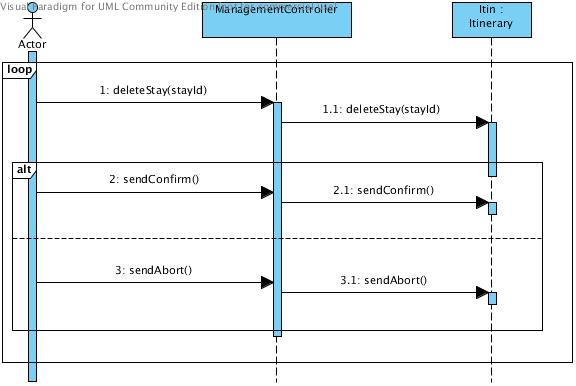 Visual Paradigm for UML Community Edition
ManagementController
Itin :
Itinerary
Actor
loop
1: deleteStay(stayId)
1.1: deleteStay(stayId)
alt
2: sendConfirm()
2.1: sendConfirm()
3: sendAbort()
3.1: sendAbort()